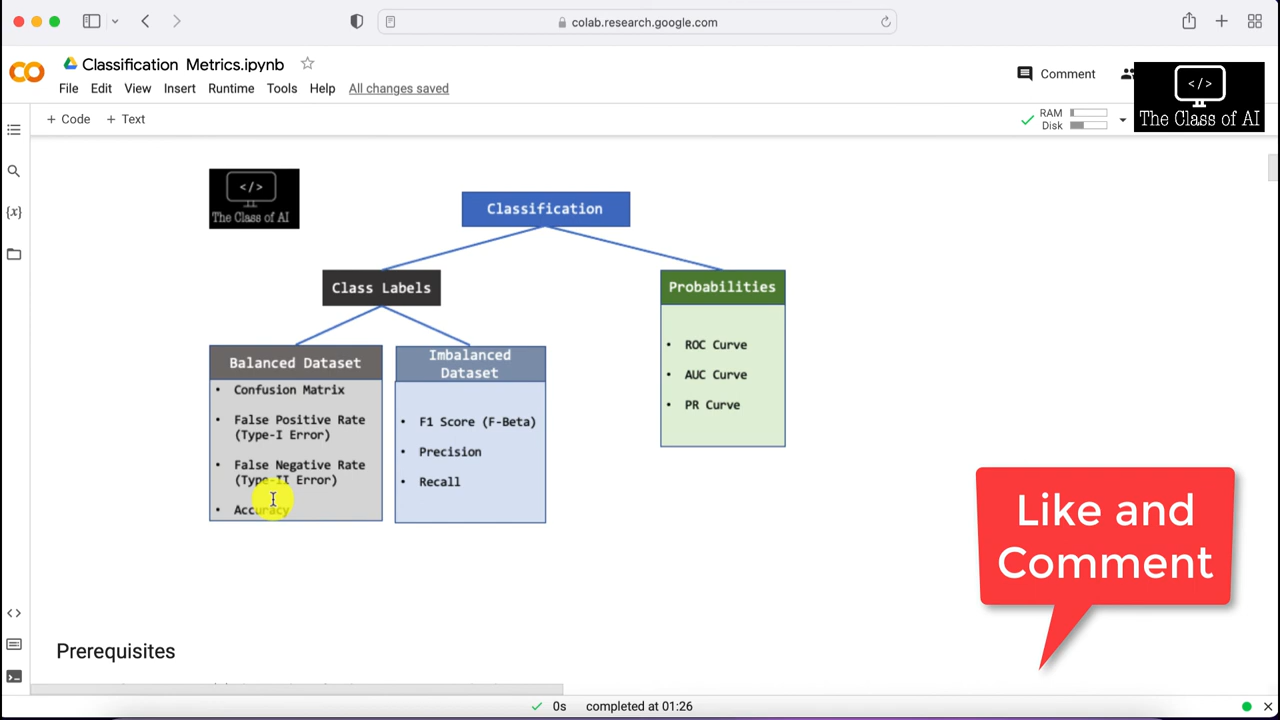 colab.research.google.com
Classification Metrics.ipynb
File Edit View Insert Runtime Tools Help All changes saved
Comment
</>
The Class of AI
+ Code + Text
RAM
Disk
</>
The Class of AI
Classification
Class Labels
Probabilities
• ROC Curve
• AUC Curve
• PR Curve
Balanced Dataset
• Confusion Matrix
• False Positive Rate
(Type-I Error)
• False Negative Rate
(Type-II Error)
• Accuracy
Imbalanced
Dataset
• F1 Score (F-Beta)
• Precision
• Recall
Like and
Comment
Prerequisites
0s completed at 01:26